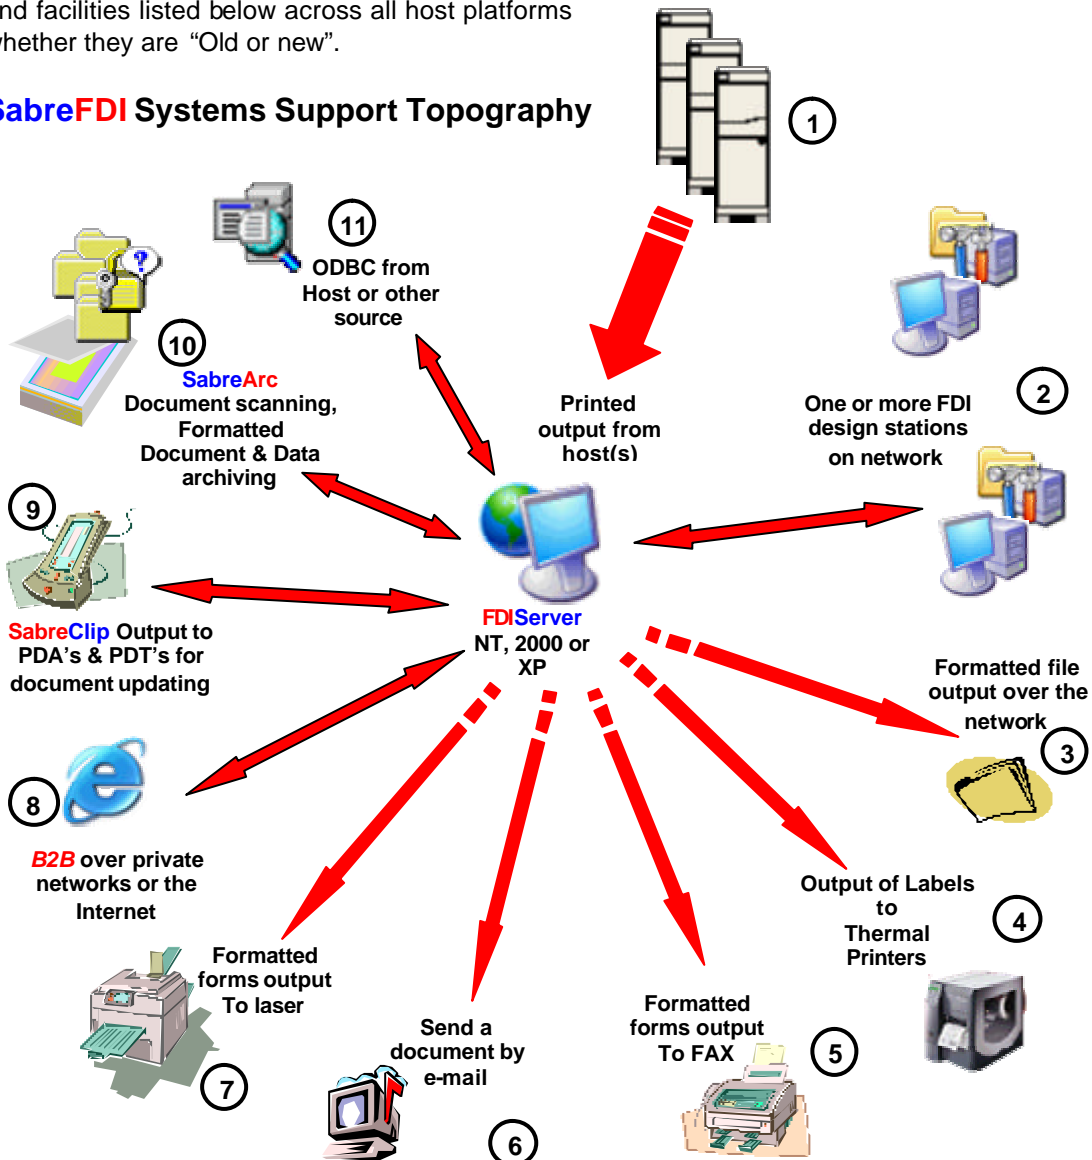 nd facilities listed below across all host platforms
whether they are “Old or new”.
SabreFDI Systems Support Topography
1
11
ODBC from
Host or other
source
10
SabreArc
Document scanning,
Formatted
Document & Data
archiving
Printed
output from
host(s)
One or more FDI
design stations
on network
2
9
SabreClip Output to
PDA's & PDT's for
document updating
FDIServer
NT, 2000 or
XP
Formatted file
output over the
network
3
8
B2B over private
networks or the
Internet
Output of Labels
to
Thermal
Printers
4
Formatted
forms output
To laser
7
Send a
document by
e-mail
6
Formatted
forms output
To FAX
5